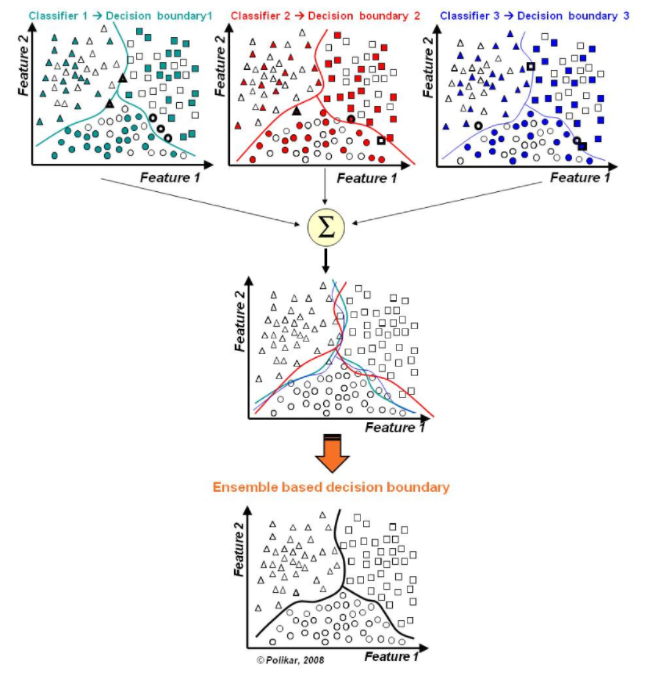 Classifier 1 → Decision boundary1
Classifier 2 → Decision boundary 2
Classifier 3 → Decision boundary 3
Feature 2
Feature 1
Feature 2
Feature 1
Feature 2
Feature 1
Σ
Feature 2
Feature 1
Ensemble based decision boundary
Feature 2
Feature 1
© Polikar, 2008